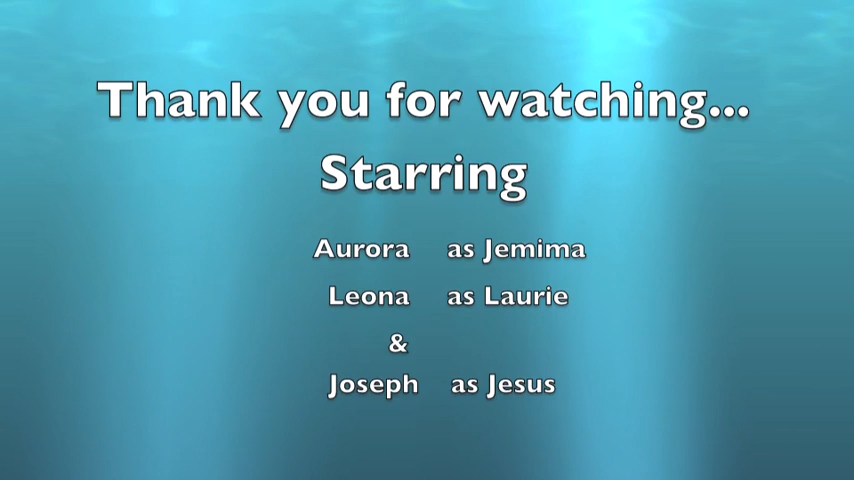 Thank you for watching...
Starring
Aurora as Jemima
Leona as Laurie
&
Joseph as Jesus